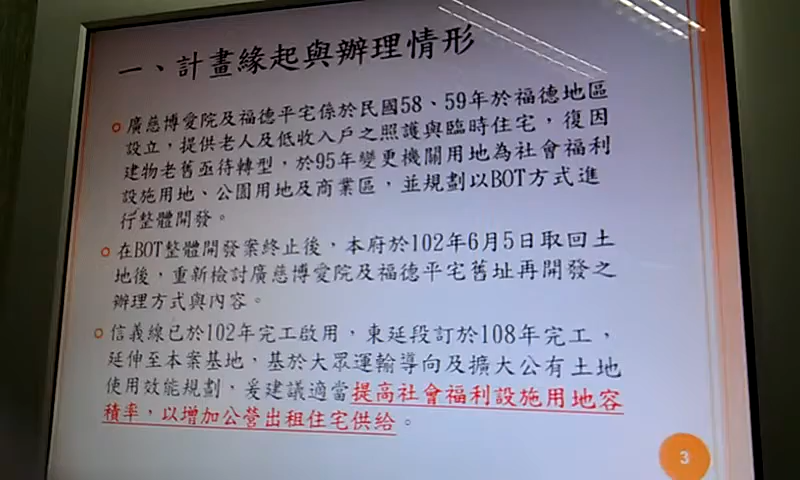 一、計畫緣起與辦理情形
廣慈博愛院及福德平宅係於民國58、59年於福德地區
設立，提供老人及低收入戶之照護與臨時住宅，復因
建物老舊亟待轉型，於95年變更機關用地為社會福利
設施用地、公園用地及商業區，並規劃以BOT方式進
行整體開發。
在BOT整體開發案終止後，本府於102年6月5日取回土
地後，重新檢討廣慈博愛院及福德平宅舊址再開發之
辦理方式與內容。
信義線已於102年完工啟用，東延段訂於108年完工，
延伸至本案基地，基於大眾運輸導向及擴大公有土地
使用效能規劃，爰建議適當提高社會福利設施用地容
積率，以增加公營出租住宅供給。
3